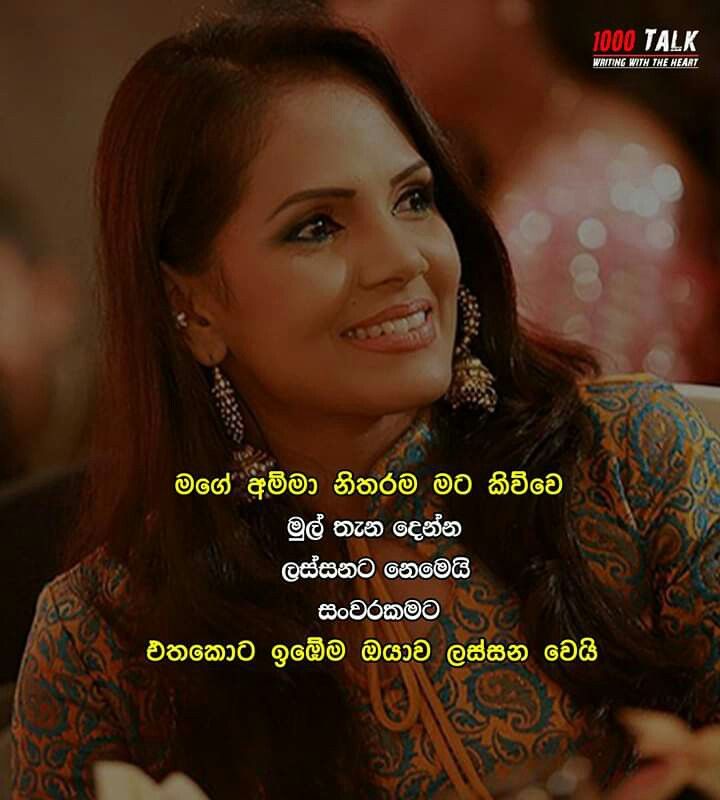 1000 TALK
WRITING WITH THE HEART
මගේ අම්මා නිතරම මට කිව්වෙ
මුල් තැන දෙන්න
ලස්සනට නෙමෙයි
සංවරකමට
එතකොට ඉබේම ඔයාව ලස්සන වෙයි